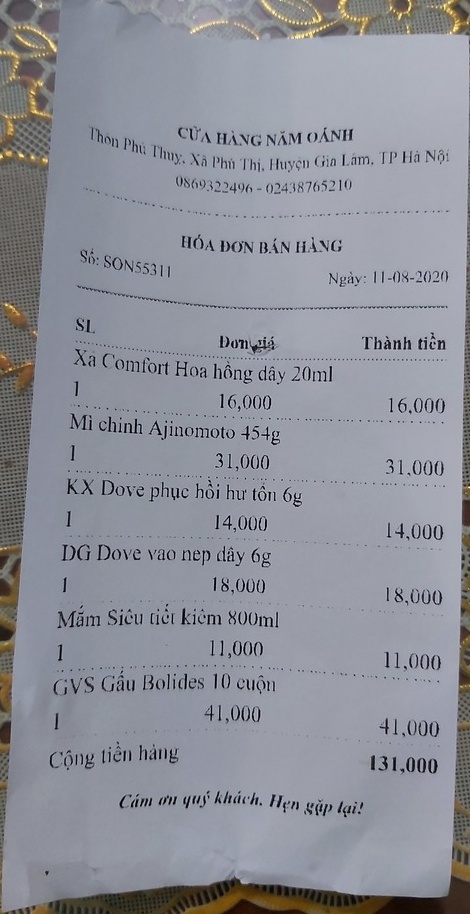 CỬA HÀNG NĂM OÁNH
Thôn Phú Thụy, Xã Phú Thị, Huyện Gia Lâm, TP Hà Nội
0869322496 - 02438765210
HÓA ĐƠN BÁN HÀNG
Số: SON55311
Ngày: 11-08-2020
SL Đơn giá Thành tiền
Xả Comfort Hoa hồng dây 20ml
1 16,000 16,000
Mì chính Ajinomoto 454g
1 31,000 31,000
KX Dove phục hồi hư tổn 6g
1 14,000 14,000
DG Dove vao nep dây 6g
1 18,000 18,000
Mắm Siêu tiết kiêm 800ml
1 11,000 11,000
GVS Gấu Bolides 10 cuộn
1 41,000 41,000
Cộng tiền hàng 131,000
Cám ơn quý khách. Hẹn gặp lại!